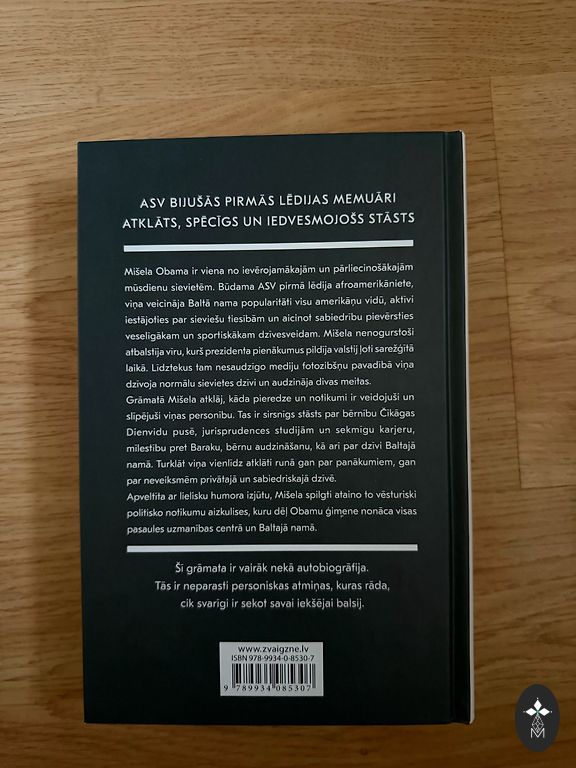 ASV BIJUŠĀS PIRMĀS LĒDIJAS MEMUĀRI
ATKLĀTS, SPĒCĪGS UN IEDVESMOJOŠS STĀSTS
Mišela Obama ir viena no ievērojamākajām un pārliecinošākajām
mūsdienu sievietēm. Būdama ASV pirmā lēdija afroamerikāniete,
viņa veicināja Baltā nama popularitāti visu amerikāņu vidū, aktīvi
iestājoties par sieviešu tiesībām un aicinot sabiedrību pievērsties
veselīgākam un sportiskākam dzīvesveidam. Mišela nenogurstoši
atbalstīja vīru, kurš prezidenta pienākumus pildīja valstij ļoti sarežģītā
laikā. Līdztekus tam nesaudzīgo mediju fotozibšņu pavadībā viņa
dzīvoja normālu sievietes dzīvi un audzināja divas meitas.
Grāmatā Mišela atklāj, kāda pieredze un notikumi ir veidojuši un
slīpējuši viņas personību. Tas ir sirsnīgs stāsts par bērnību Čikāgas
Dienvidu pusē, jurisprudences studijām un sekmīgu karjeru,
mīlestību pret Baraku, bērnu audzināšanu, kā arī par dzīvi Baltajā
namā. Turklāt viņa vienlīdz atklāti runā gan par panākumiem, gan
par neveiksmēm privātajā un sabiedriskajā dzīvē.
Apveltīta ar lielisku humora izjūtu, Mišela spilgti ataino to vēsturiski
politisko notikumu aizkulises, kuru dēļ Obamu ģimene nonāca visas
pasaules uzmanības centrā un Baltajā namā.
Šī grāmata ir vairāk nekā autobiogrāfija.
Tās ir neparasti personiskas atmiņas, kuras rāda,
cik svarīgi ir sekot savai iekšējai balsij.
www.zvaigzne.lv
ISBN 978-9934-0-8530-7
9 789934 085307
M